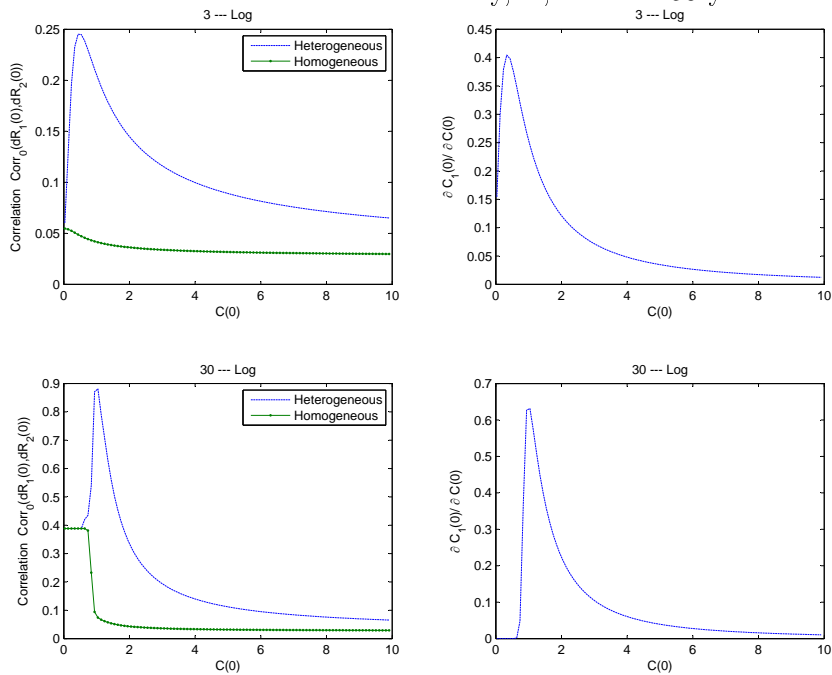 3 --- Log
Correlation Corr0(dR1(0),dR2(0))
0.25
0.2
0.15
0.1
0.05
0
0 2 4 6 8 10
C(0)
Heterogeneous
Homogeneous
3 --- Log
∂ C1(0)/ ∂ C(0)
0.45
0.4
0.35
0.3
0.25
0.2
0.15
0.1
0.05
0
0 2 4 6 8 10
C(0)
30 --- Log
Correlation Corr0(dR1(0),dR2(0))
0.9
0.8
0.7
0.6
0.5
0.4
0.3
0.2
0.1
0
0 2 4 6 8 10
C(0)
Heterogeneous
Homogeneous
30 --- Log
∂ C1(0)/ ∂ C(0)
0.7
0.6
0.5
0.4
0.3
0.2
0.1
0
0 2 4 6 8 10
C(0)